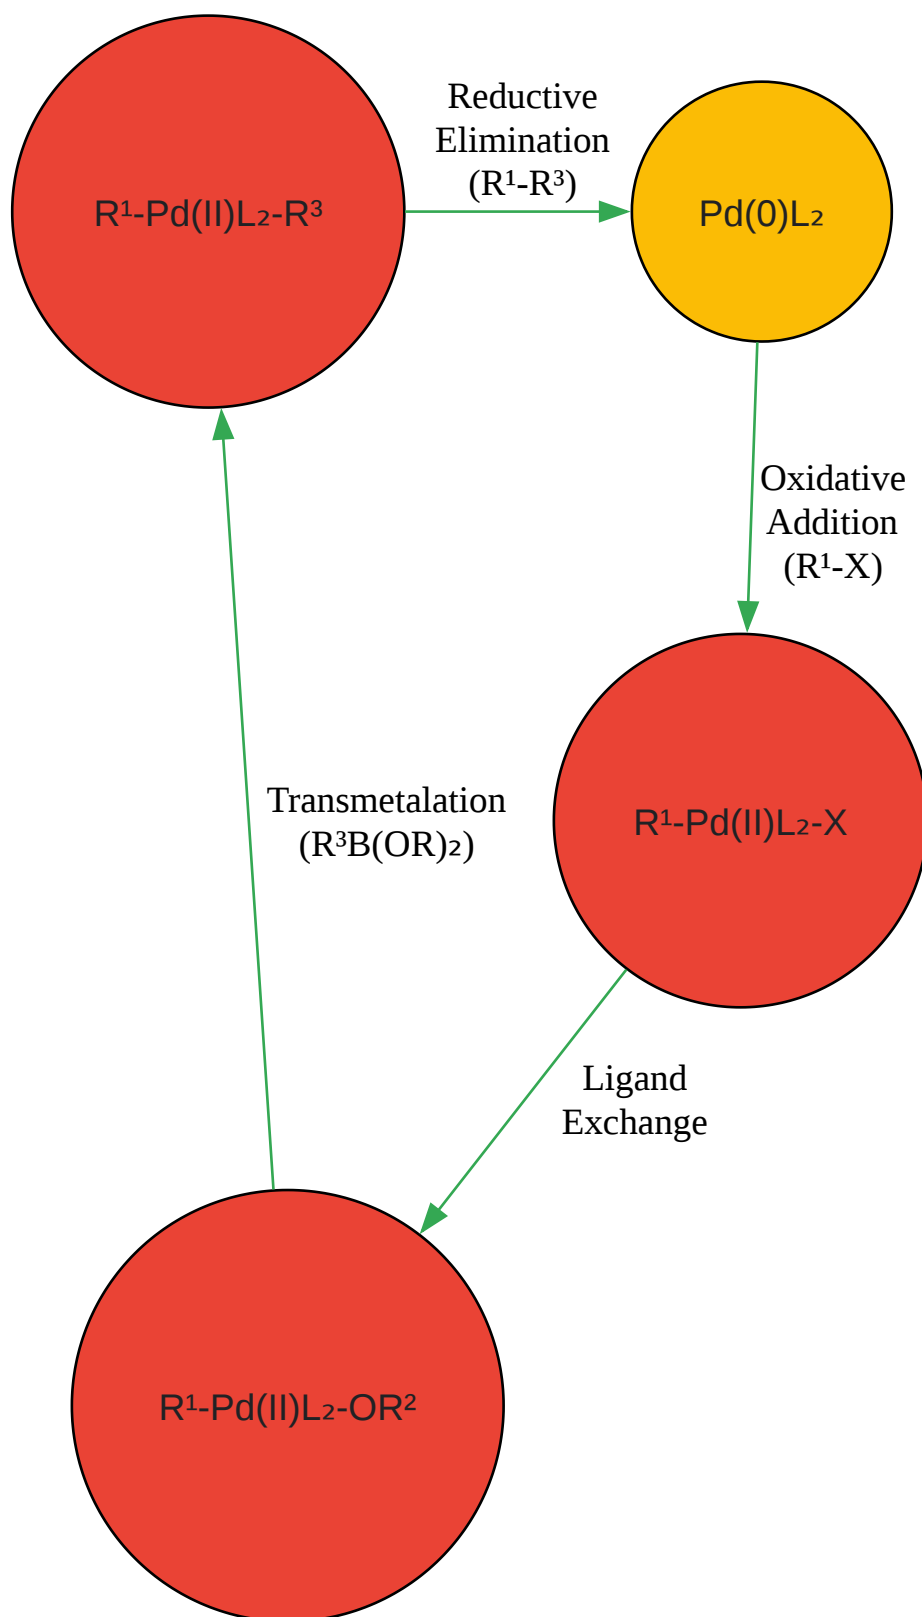 Reductive
Elimination
(R¹-R³)
R¹-Pd(II)L₂-R³
Pd(0)L₂
Oxidative
Addition
(R¹-X)
Transmetalation
(R³B(OR)₂)
R¹-Pd(II)L₂-X
Ligand
Exchange
R¹-Pd(II)L₂-OR²